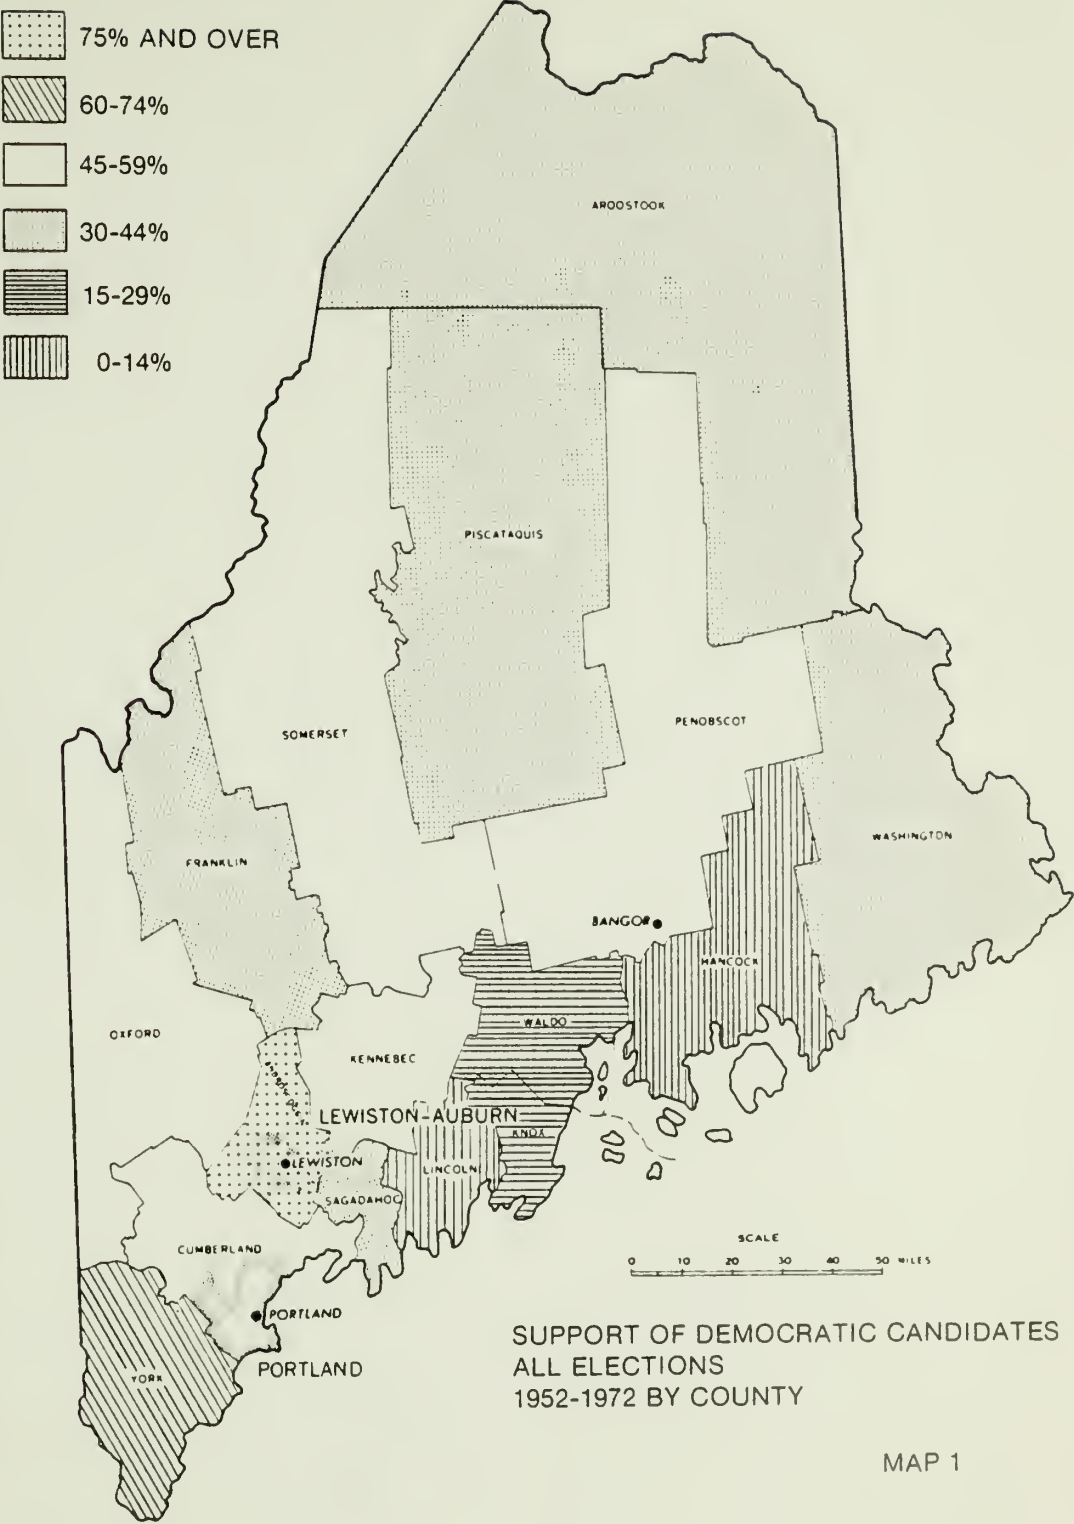 75% AND OVER
60-74%
45-59%
30-44%
15-29%
0-14%
AROOSTOOK
PISCATAQUIS
SOMERSET
PENOBSCOT
FRANKLIN
WASHINGTON
BANGOR
HANCOCK
OXFORD
WALDO
KENNEBEC
LEWISTON-AUBURN
KNOX
LEWISTON
LINCOLN
SAGADAHOC
CUMBERLAND
SCALE
0 10 20 30 40 50 MILES
PORTLAND
YORK
PORTLAND
SUPPORT OF DEMOCRATIC CANDIDATES
ALL ELECTIONS
1952-1972 BY COUNTY
MAP 1